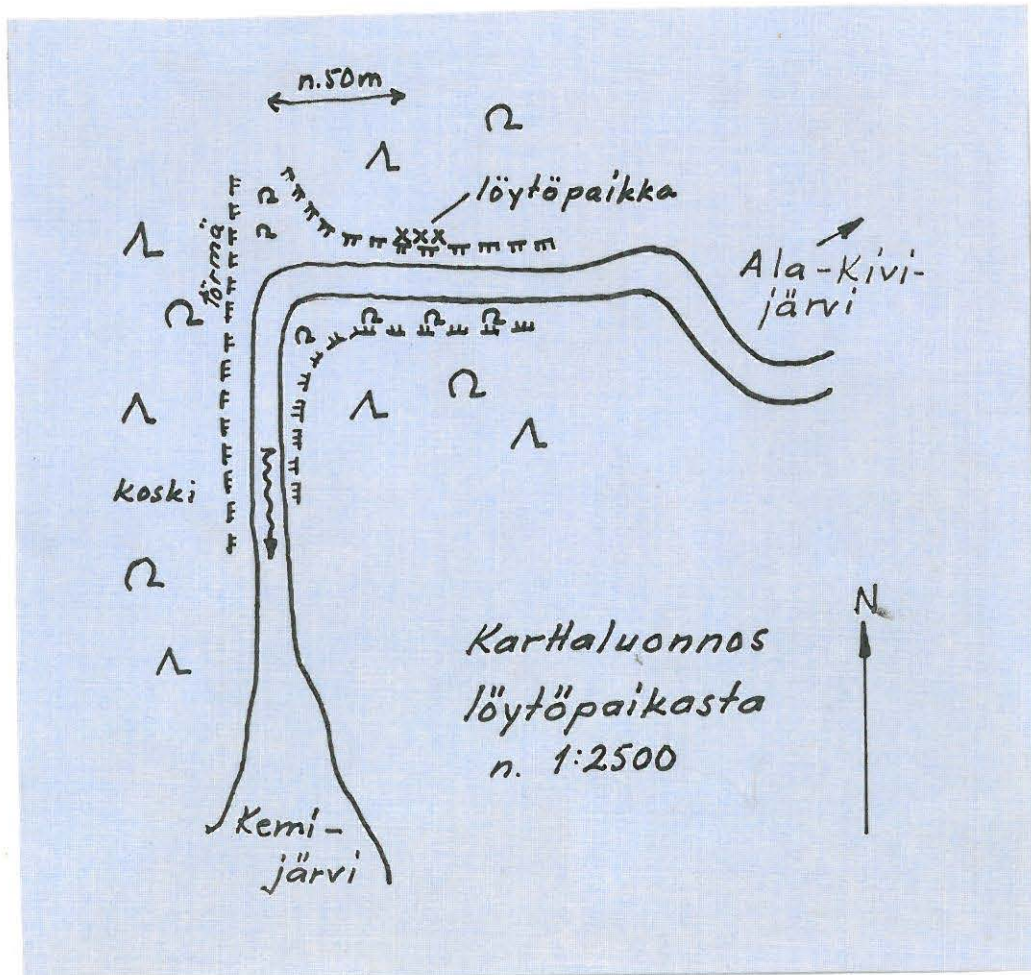 n. 50m
löytöpaikka
törmä
Ala-Kivi-
järvi
koski
N
Karttaluonnos
löytöpaikasta
n. 1:2500
Kemi-
järvi